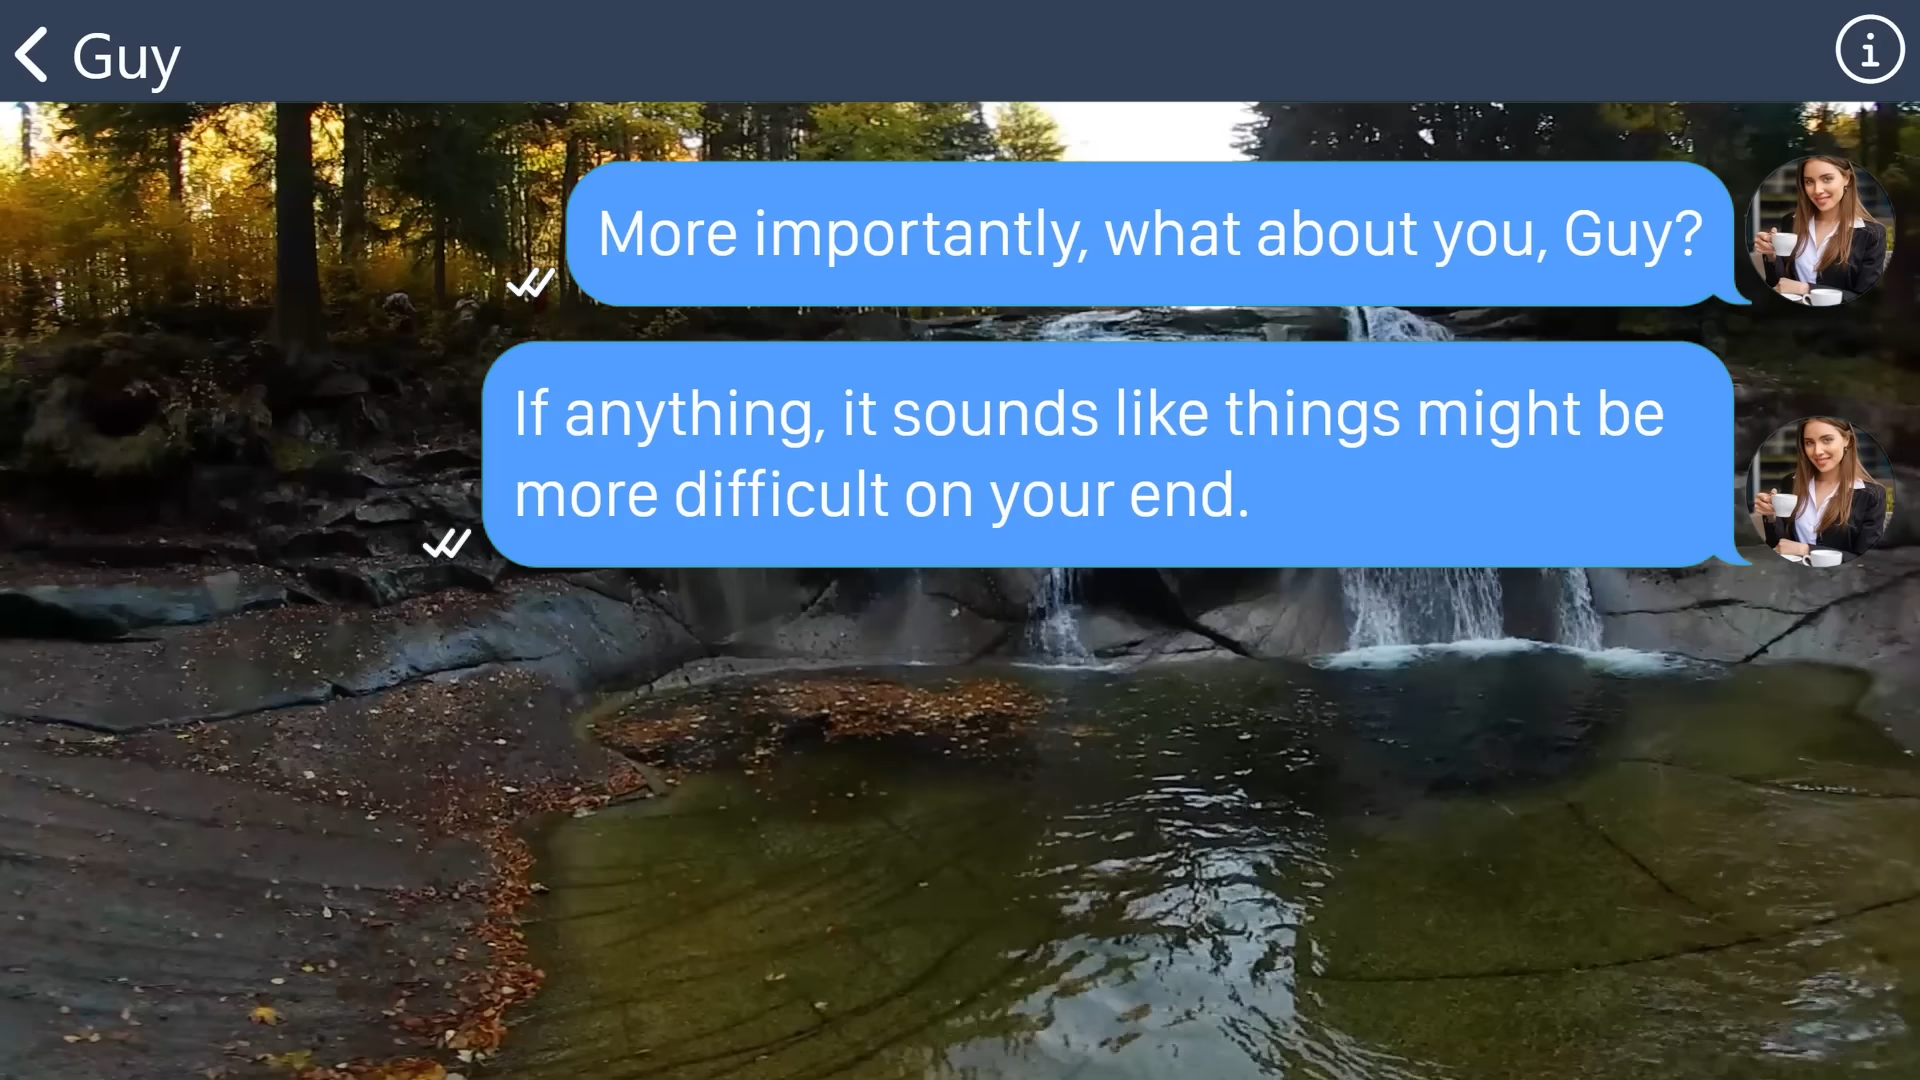 Guy
More importantly, what about you, Guy?
If anything, it sounds like things might be
more difficult on your end.